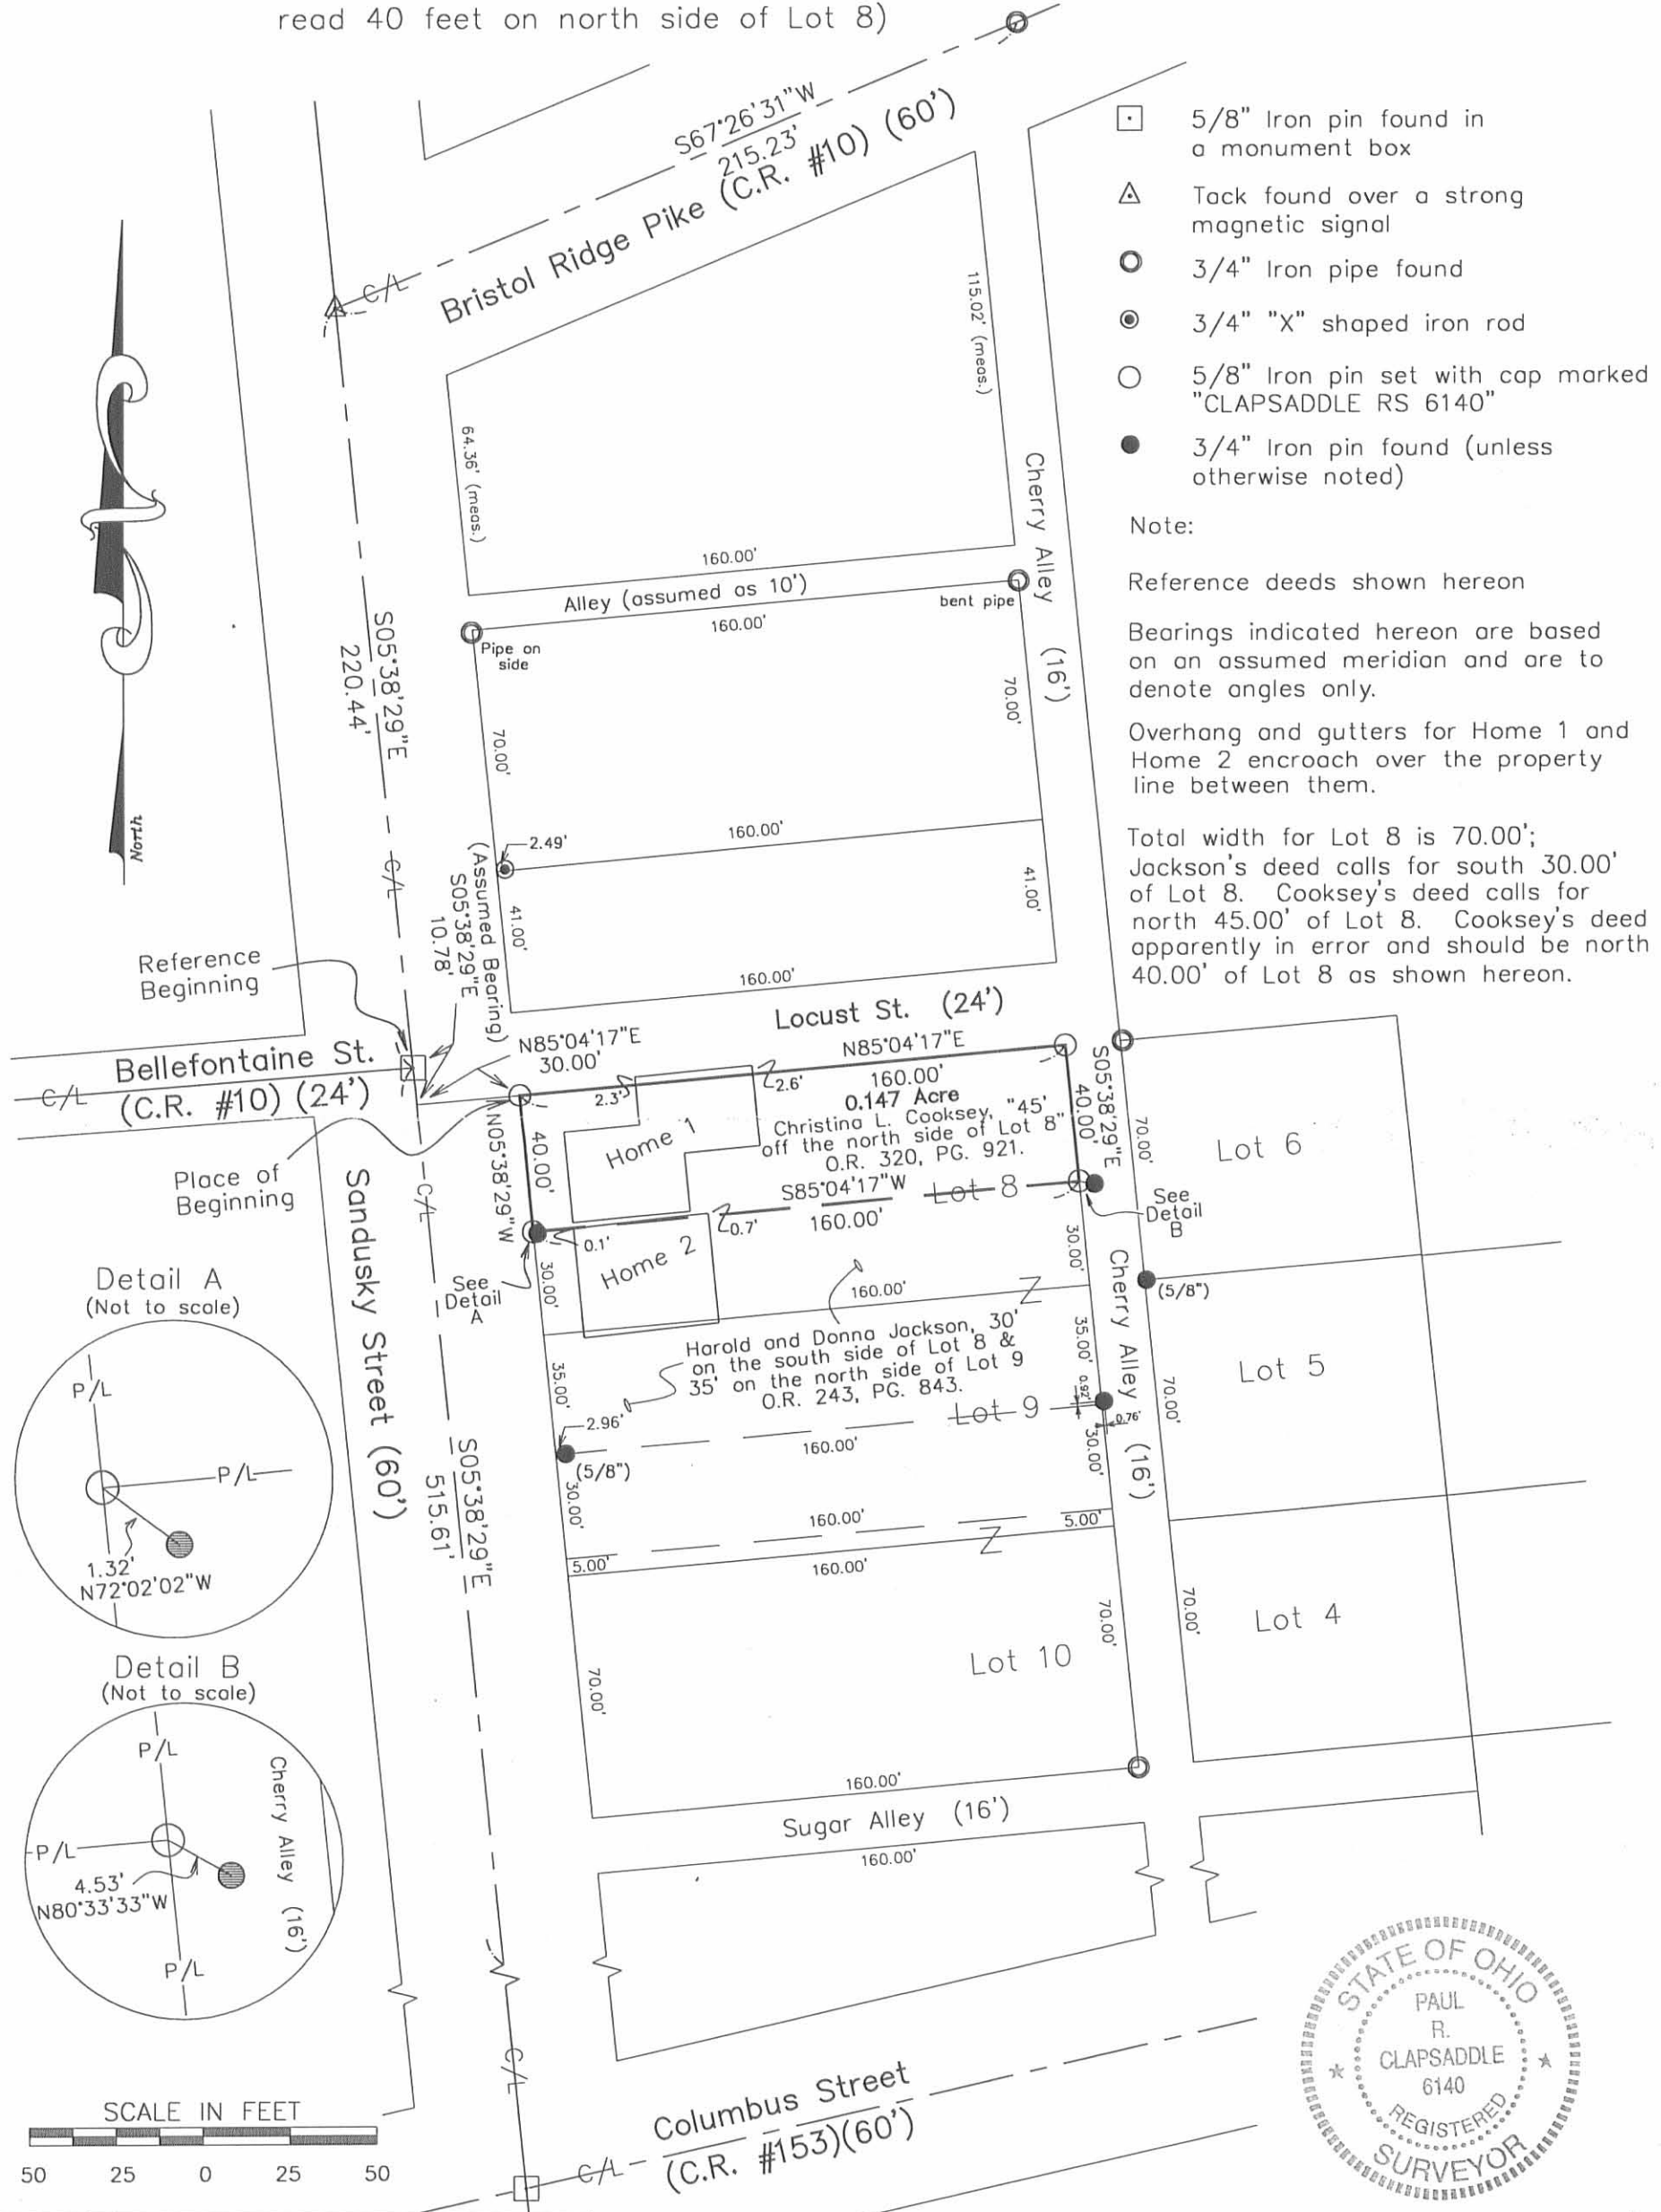 read 40 feet on north side of Lot 8)
S67°26'31"W
215.23'
Bristol Ridge Pike (C.R. #10) (60')
C/L
5/8" Iron pin found in
a monument box
Tack found over a strong
magnetic signal
3/4" Iron pipe found
3/4" "X" shaped iron rod
5/8" Iron pin set with cap marked
"CLAPSADDLE RS 6140"
3/4" Iron pin found (unless
otherwise noted)
Note:
Reference deeds shown hereon
Bearings indicated hereon are based
on an assumed meridian and are to
denote angles only.
Overhang and gutters for Home 1 and
Home 2 encroach over the property
line between them.
Total width for Lot 8 is 70.00';
Jackson's deed calls for south 30.00'
of Lot 8. Cooksey's deed calls for
north 45.00' of Lot 8. Cooksey's deed
apparently in error and should be north
40.00' of Lot 8 as shown hereon.
North
115.02' (meas.)
64.36' (meas.)
160.00'
Alley (assumed as 10')
160.00'
bent pipe
Pipe on
side
Cherry Alley (16')
S05°38'29"E
220.44'
C/L
70.00'
70.00'
2.49'
160.00'
41.00'
41.00'
160.00'
(Assumed Bearing)
S05°38'29"E
10.78'
Reference
Beginning
Locust St. (24')
Bellefontaine St.
C/L (C.R. #10) (24')
N85°04'17"E
30.00'
N85°04'17"E
160.00'
0.147 Acre
Christina L. Cooksey, "45'
off the north side of Lot 8"
O.R. 320, PG. 921.
2.3'
2.6'
Home 1
S05°38'29"E
40.00'
70.00'
Lot 6
Place of
Beginning
N05°38'29"W
40.00'
C/L
S85°04'17"W
160.00'
Lot 8
See
Detail
B
0.1'
0.7'
Home 2
See
Detail
A
30.00'
30.00'
160.00'
(5/8")
Cherry Alley (16')
Sandusky Street (60')
Harold and Donna Jackson, 30'
on the south side of Lot 8 &
35' on the north side of Lot 9
O.R. 243, PG. 843.
35.00'
35.00'
0.92'
0.76'
Lot 9
2.96'
(5/8")
160.00'
70.00'
Lot 5
30.00'
30.00'
160.00'
5.00'
5.00'
160.00'
S05°38'29"E
515.61'
Lot 10
70.00'
70.00'
70.00'
Lot 4
160.00'
Sugar Alley (16')
160.00'
Detail A
(Not to scale)
P/L
P/L
1.32'
N72°02'02"W
Detail B
(Not to scale)
P/L
P/L
4.53'
N80°33'33"W
Cherry Alley (16')
P/L
SCALE IN FEET
50 25 0 25 50
C/L
C/L
Columbus Street
(C.R. #153)(60')
STATE OF OHIO
PAUL
R.
CLAPSADDLE
6140
REGISTERED
SURVEYOR